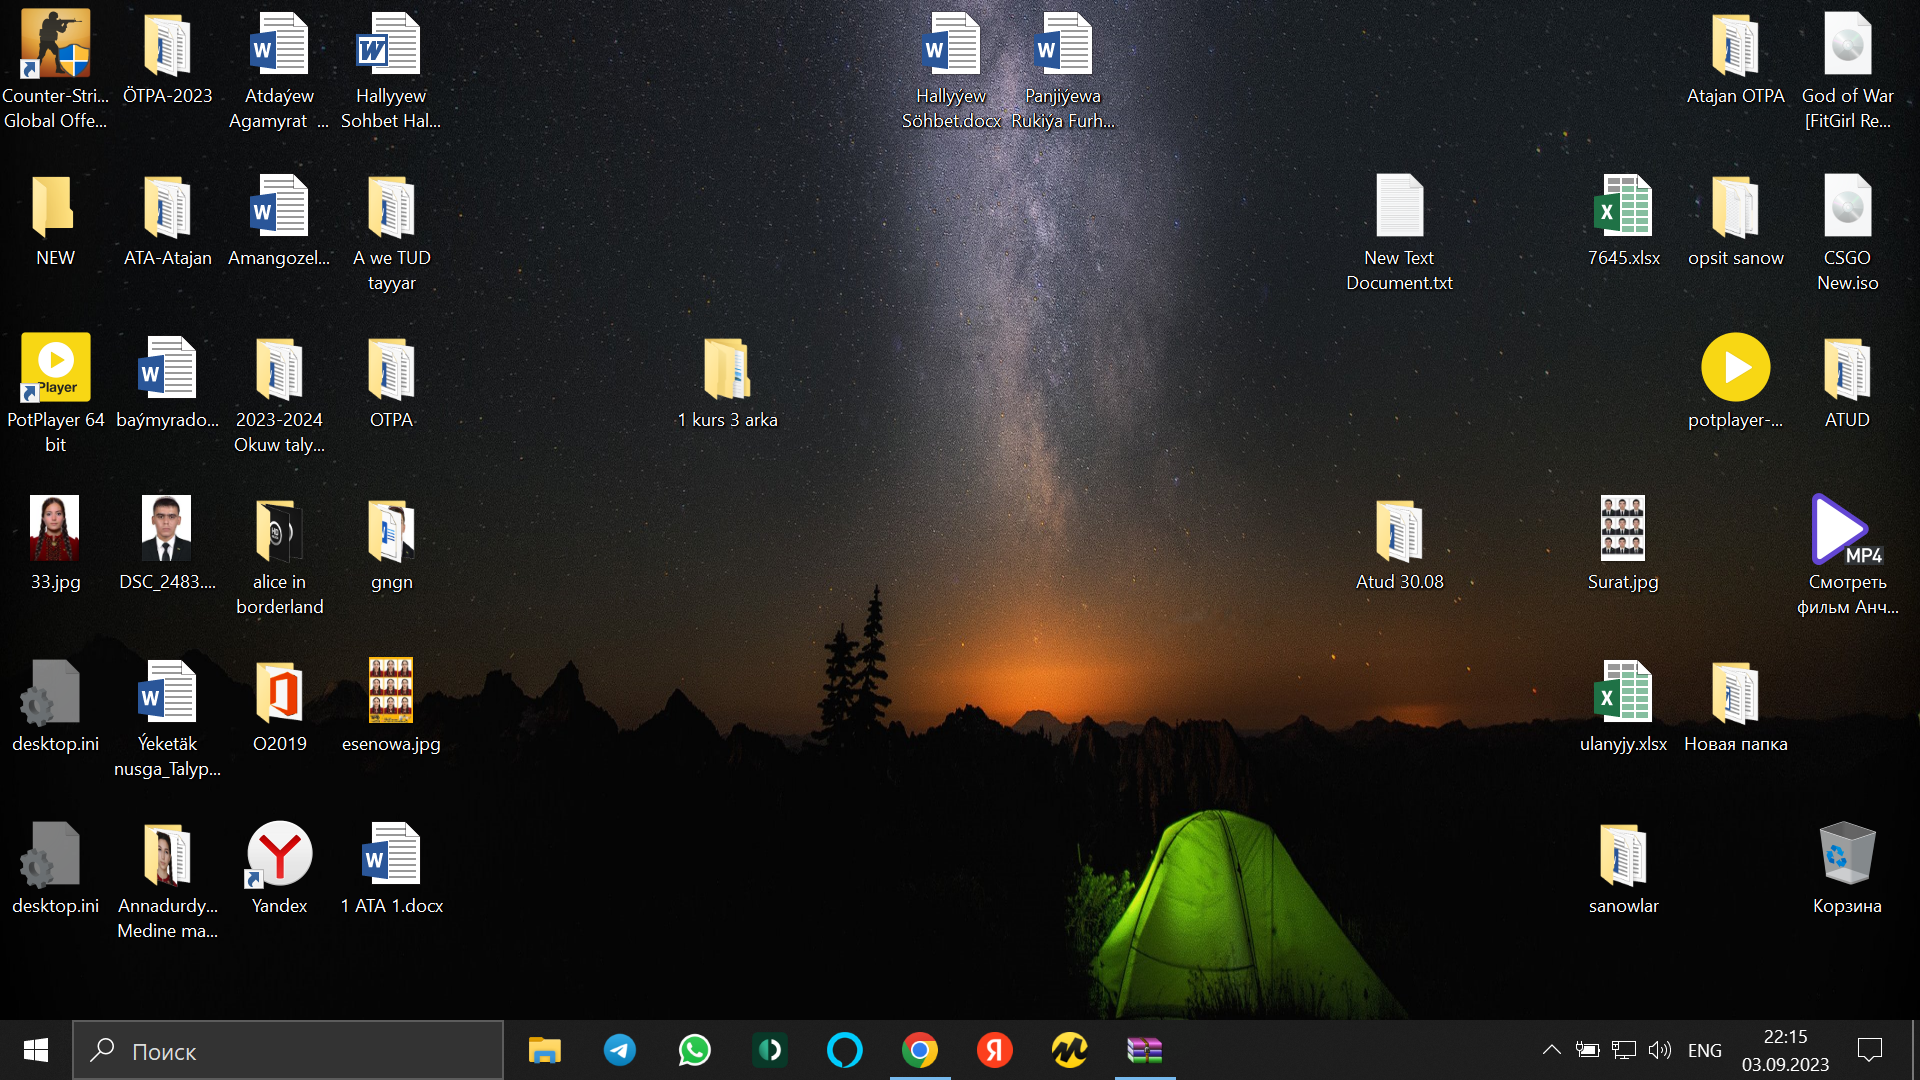 Counter-Stri...
Global Offe...
ÖTPA-2023
Atdaýew
Agamyrat ...
Hallyyew
Sohbet Hal...
Hallyýew
Söhbet.docx
Panjiýewa
Rukiýa Furh...
Atajan OTPA
God of War
[FitGirl Re...
NEW
ATA-Atajan
Amangozel...
A we TUD
tayyar
New Text
Document.txt
7645.xlsx
opsit sanow
CSGO
New.iso
Player
PotPlayer 64
bit
baýmyrado...
2023-2024
Okuw taly...
OTPA
1 kurs 3 arka
potplayer-...
ATUD
33.jpg
DSC_2483....
alice in
borderland
gngn
Atud 30.08
Surat.jpg
MP4
Смотреть
фильм Анч...
desktop.ini
Ýeketäk
nusga_Talyp...
O2019
esenowa.jpg
ulanyjy.xlsx
Новая папка
desktop.ini
Annadurdy...
Medine ma...
Yandex
1 ATA 1.docx
sanowlar
Корзина
Поиск
ENG
22:15
03.09.2023